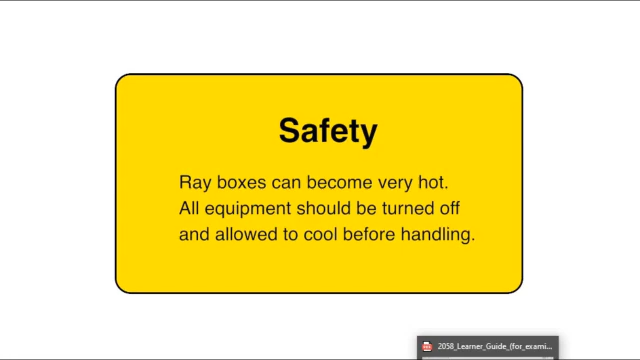 Safety
Ray boxes can become very hot.
All equipment should be turned off
and allowed to cool before handling.
2058_Learner_Guide_(for_exami...